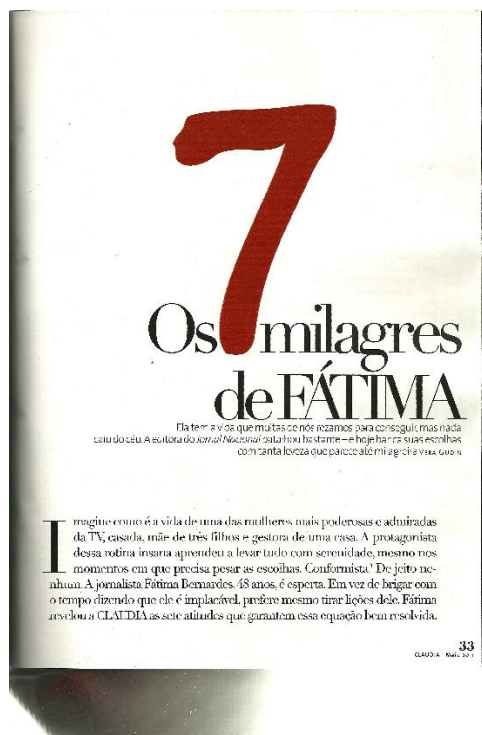 Os 7 milagres
de FÁTIMA
Ela tem a vida que muitas de nós rezamos para conseguir, mas nada
caiu do céu. A editora do Jornal Nacional batalhou bastante – e hoje banca suas escolhas
com tanta leveza que parece até milagreira VERA GUDIN
Imagine como é a vida de uma das mulheres mais poderosas e admiradas
da TV, casada, mãe de três filhos e gestora de uma casa. A protagonista
dessa rotina insana aprendeu a levar tudo com serenidade, mesmo nos
momentos em que precisa pesar as escolhas. Conformista? De jeito ne-
nhum. A jornalista Fátima Bernardes, 48 anos, é esperta. Em vez de brigar com
o tempo dizendo que ele é implacável, prefere mesmo tirar lições dele. Fátima
revelou a CLAUDIA as sete atitudes que garantem essa equação bem resolvida.
33
CLAUDIA Maio